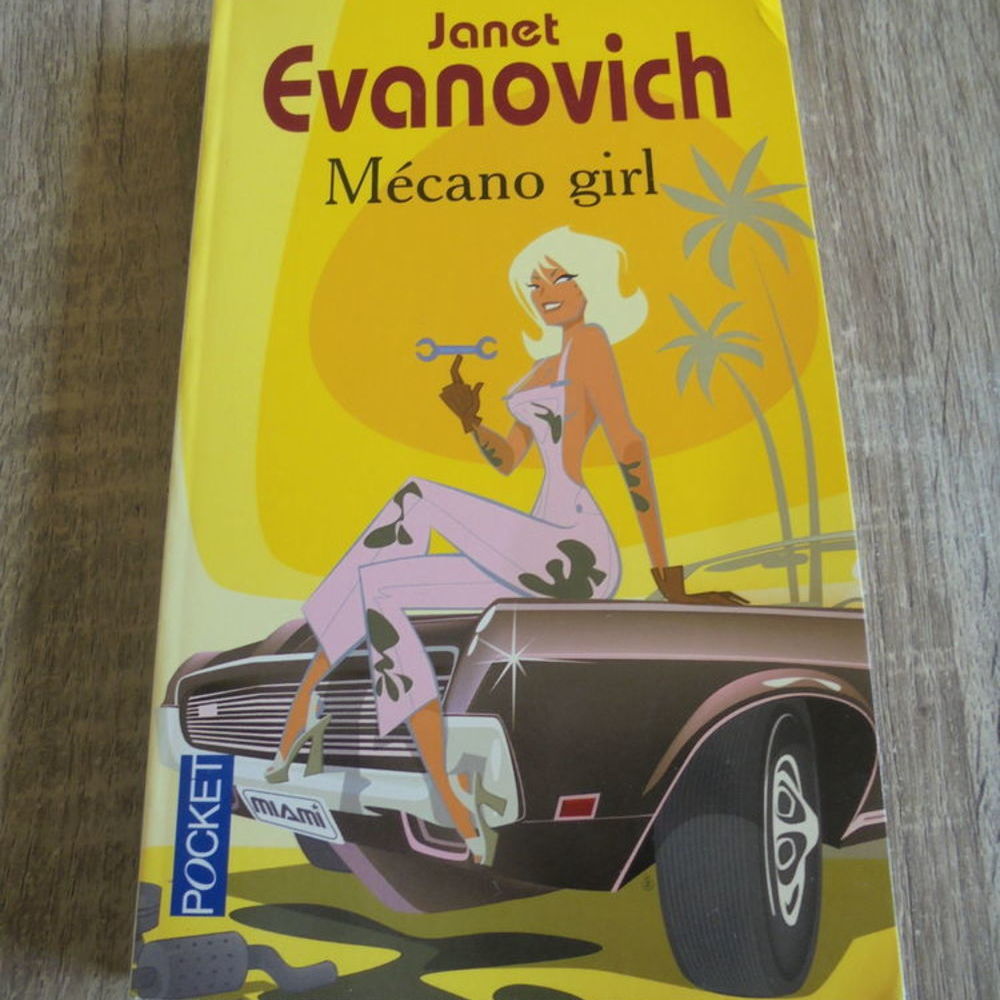 Janet
Evanovich
Mécano girl
MIAMI
POCKET